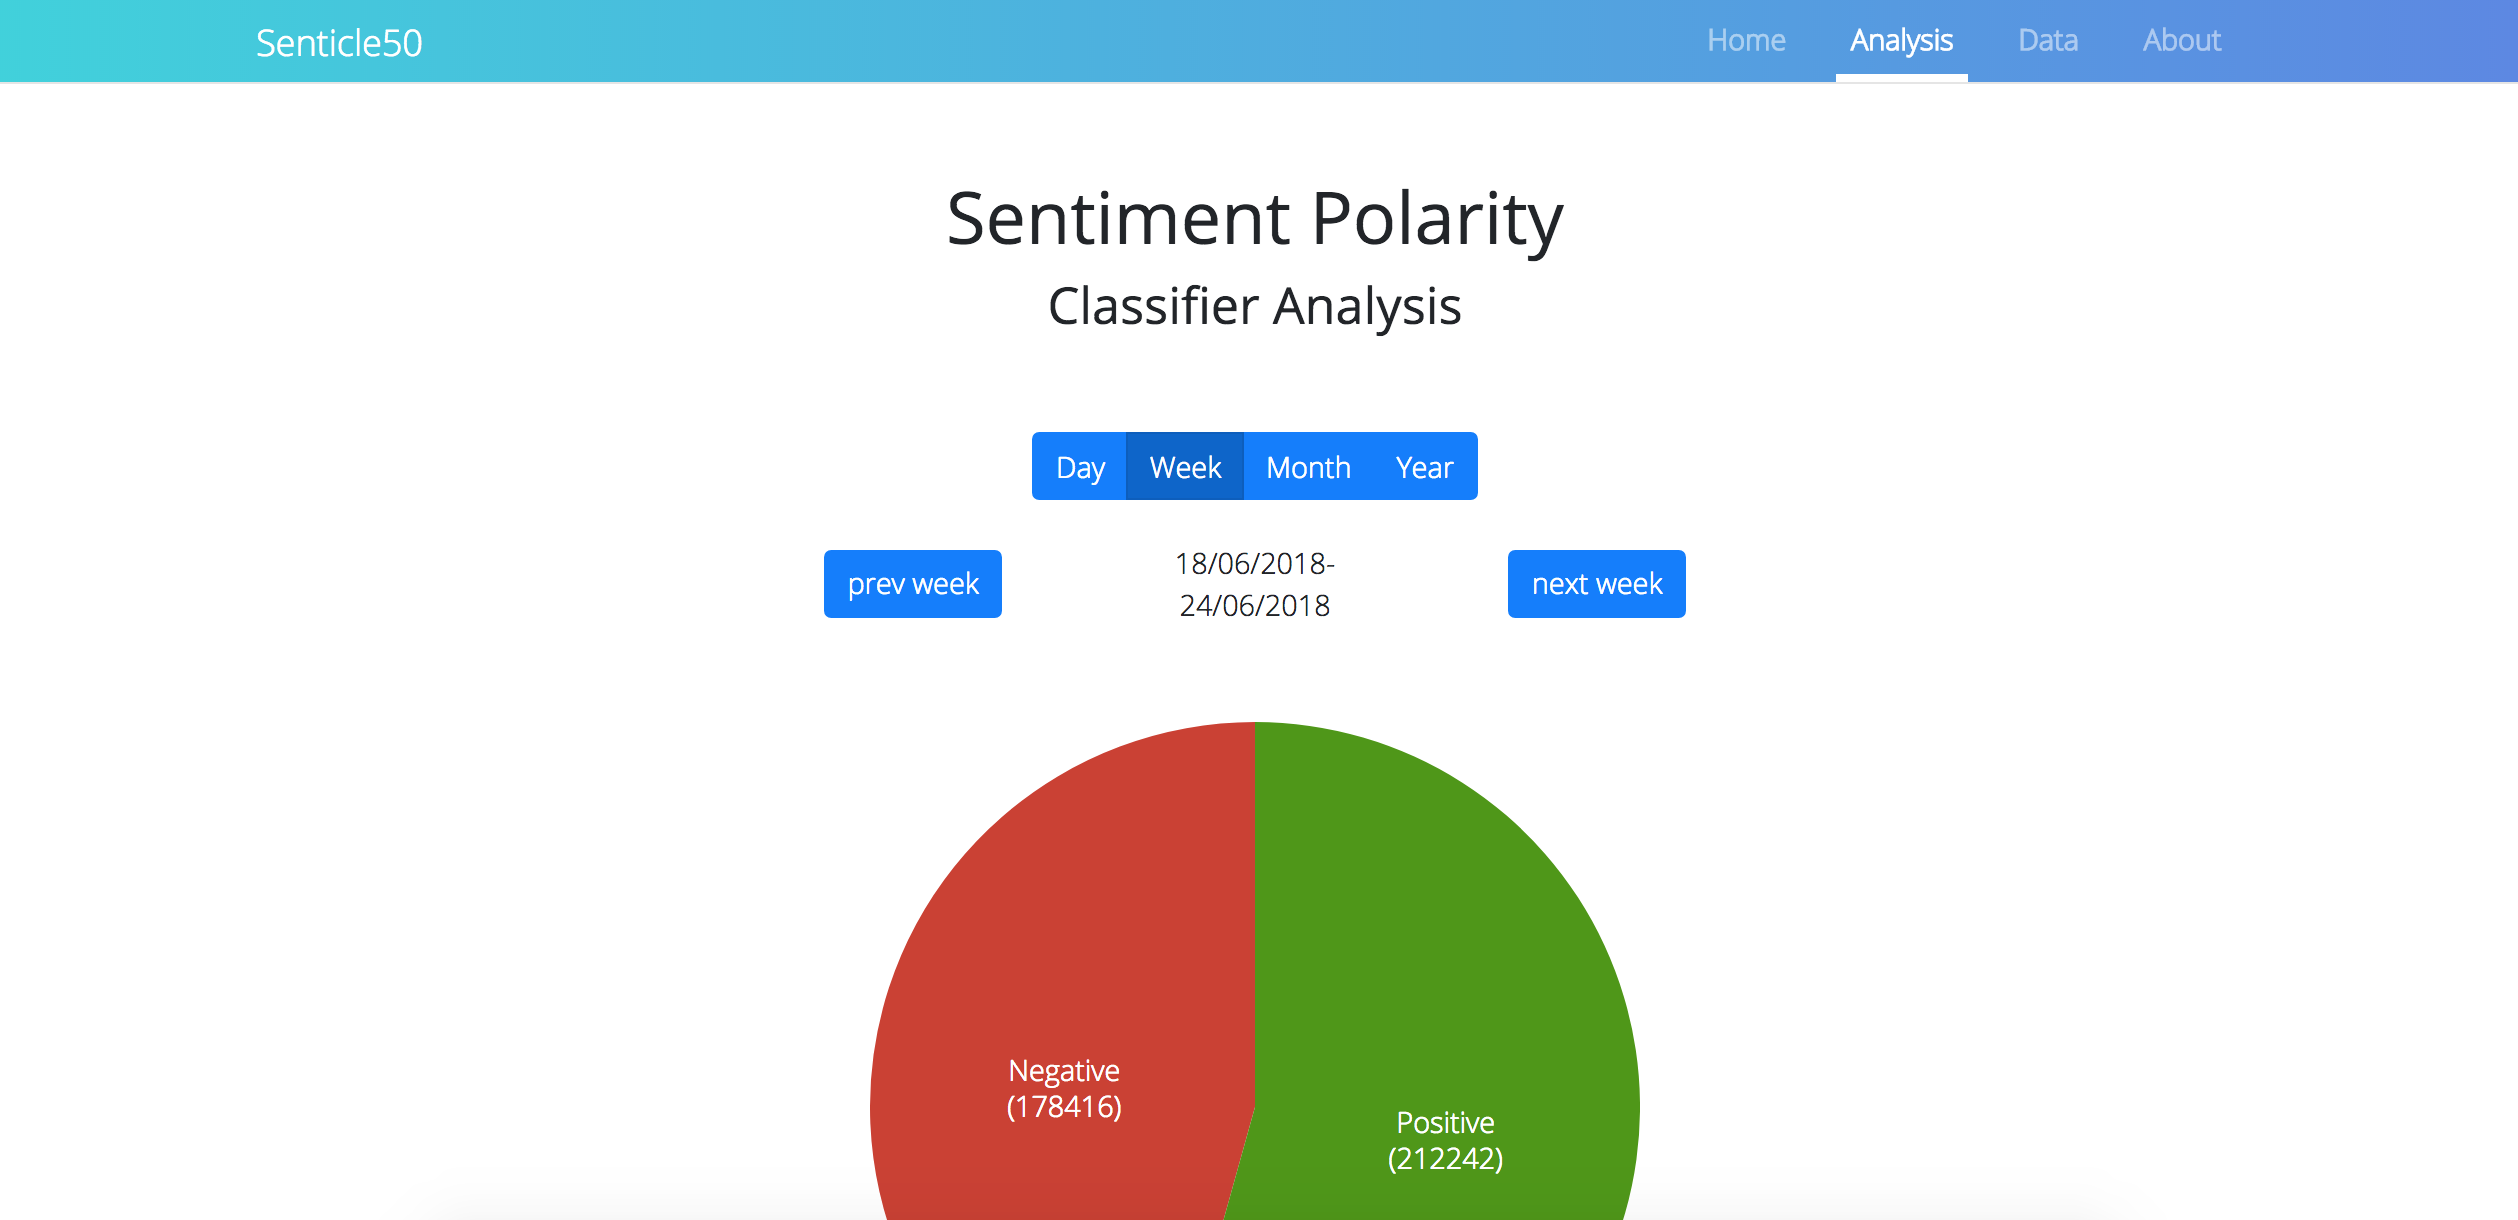 Senticle50
Home Analysis Data About
Sentiment Polarity
Classifier Analysis
Day Week Month Year
prev week
18/06/2018-
24/06/2018
next week
Negative
(178416)
Positive
(212242)